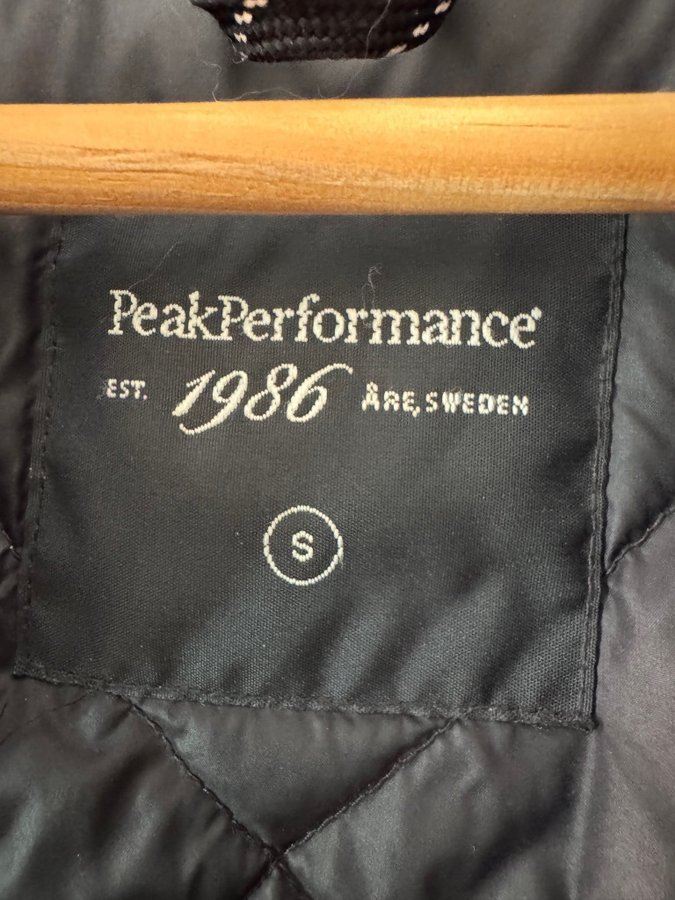 PeakPerformance®
EST. 1986 ÅRE, SWEDEN
S